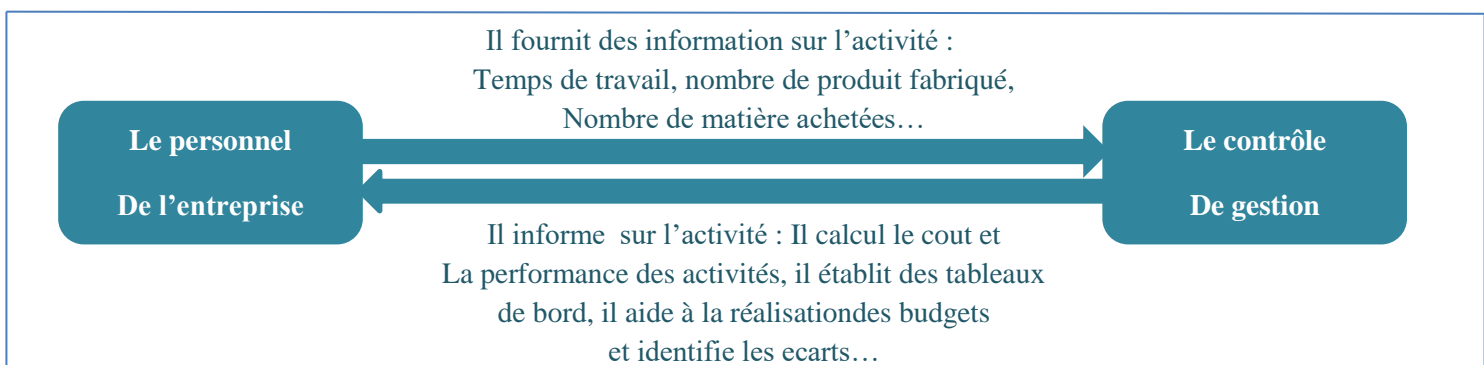 Il fournit des information sur l’activité :
Temps de travail, nombre de produit fabriqué,
Nombre de matière achetées…
Le personnel
De l’entreprise
Le contrôle
De gestion
Il informe  sur l’activité : Il calcul le cout et
La performance des activités, il établit des tableaux
de bord, il aide à la réalisationdes budgets
et identifie les ecarts…